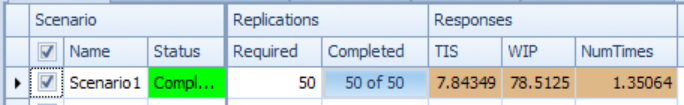 Scenario Replications Responses
Name Status Required Completed TIS WIP NumTimes
Scenario1 Compl... 50 50 of 50 7.84349 78.5125 1.35064